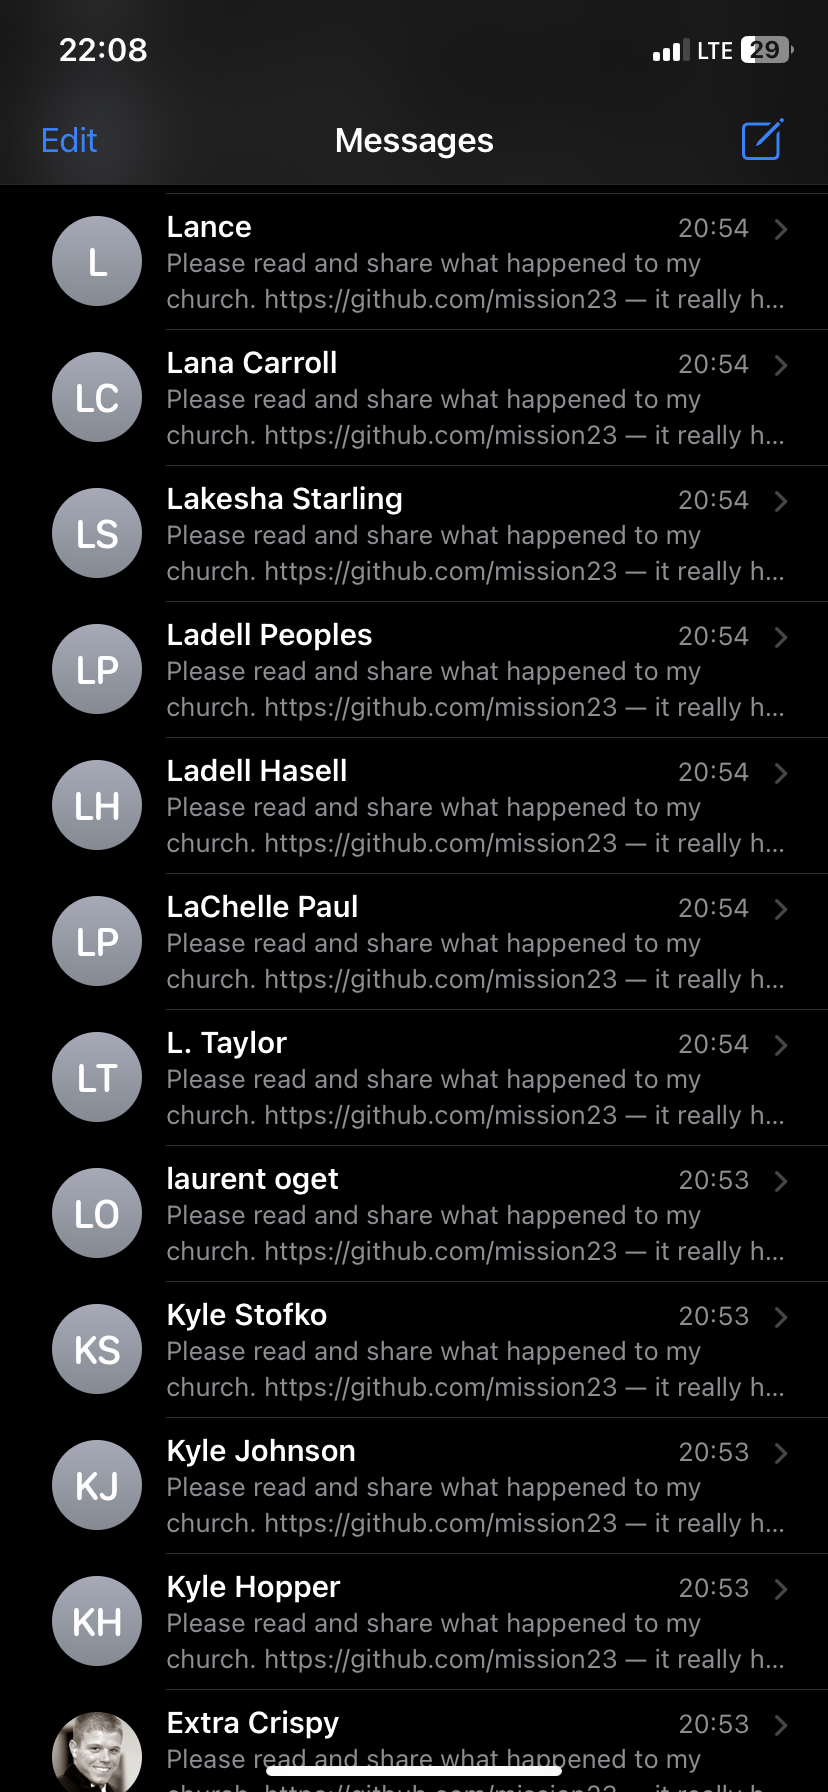 22:08
LTE 29
Edit Messages
L Lance 20:54
Please read and share what happened to my
church. https://github.com/mission23 — it really h...
LC Lana Carroll 20:54
Please read and share what happened to my
church. https://github.com/mission23 — it really h...
LS Lakesha Starling 20:54
Please read and share what happened to my
church. https://github.com/mission23 — it really h...
LP Ladell Peoples 20:54
Please read and share what happened to my
church. https://github.com/mission23 — it really h...
LH Ladell Hasell 20:54
Please read and share what happened to my
church. https://github.com/mission23 — it really h...
LP LaChelle Paul 20:54
Please read and share what happened to my
church. https://github.com/mission23 — it really h...
LT L. Taylor 20:54
Please read and share what happened to my
church. https://github.com/mission23 — it really h...
LO laurent oget 20:53
Please read and share what happened to my
church. https://github.com/mission23 — it really h...
KS Kyle Stofko 20:53
Please read and share what happened to my
church. https://github.com/mission23 — it really h...
KJ Kyle Johnson 20:53
Please read and share what happened to my
church. https://github.com/mission23 — it really h...
KH Kyle Hopper 20:53
Please read and share what happened to my
church. https://github.com/mission23 — it really h...
Extra Crispy 20:53
Please read and share what happened to my